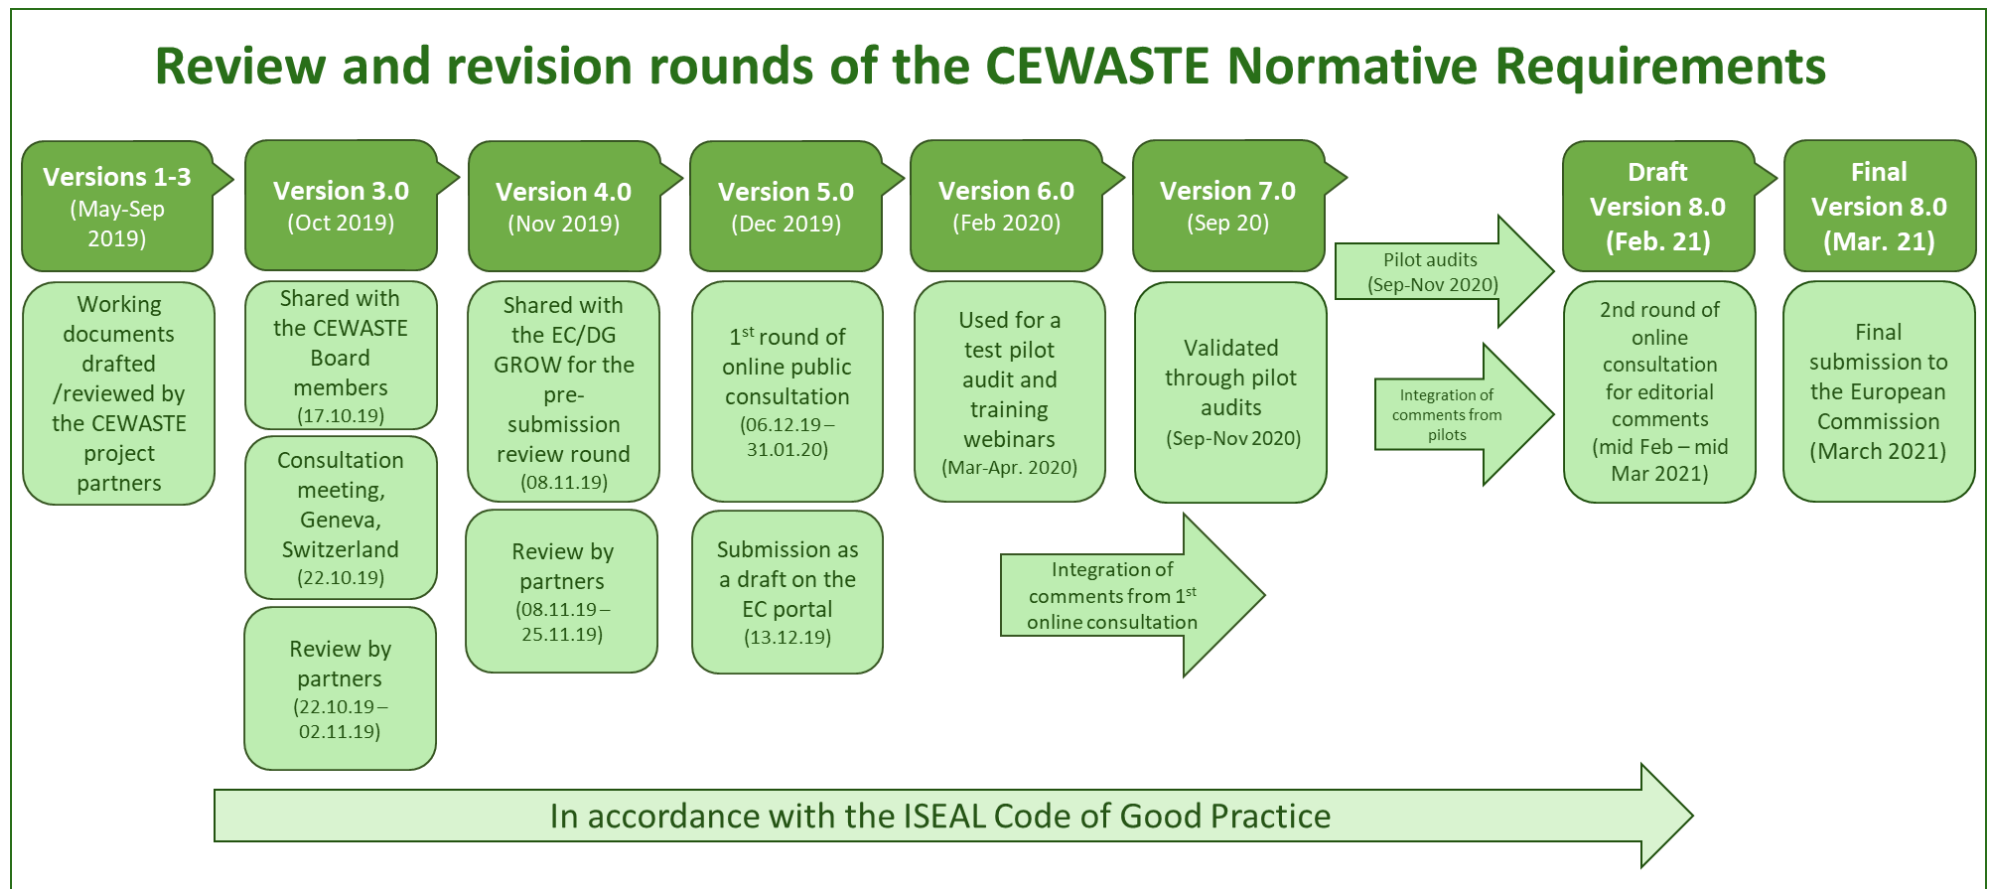 Review and revision rounds of the CEWASTE Normative Requirements
Versions 1-3
(May-Sep
2019)
Working
documents
drafted
/reviewed by
the CEWASTE
project
partners
Version 3.0
(Oct 2019)
Shared with
the CEWASTE
Board
members
(17.10.19)
Consultation
meeting,
Geneva,
Switzerland
(22.10.19)
Review by
partners
(22.10.19 –
02.11.19)
Version 4.0
(Nov 2019)
Shared with
the EC/DG
GROW for the
pre-
submission
review round
(08.11.19)
Review by
partners
(08.11.19 –
25.11.19)
Version 5.0
(Dec 2019)
1st round of
online public
consultation
(06.12.19 –
31.01.20)
Submission as
a draft on the
EC portal
(13.12.19)
Version 6.0
(Feb 2020)
Used for a
test pilot
audit and
training
webinars
(Mar-Apr. 2020)
Integration of
comments from 1st
online consultation
Version 7.0
(Sep 20)
Validated
through pilot
audits
(Sep-Nov 2020)
Pilot audits
(Sep-Nov 2020)
Integration of
comments from
pilots
Draft
Version 8.0
(Feb. 21)
2nd round of
online
consultation
for editorial
comments
(mid Feb – mid
Mar 2021)
Final
Version 8.0
(Mar. 21)
Final
submission to
the European
Commission
(March 2021)
In accordance with the ISEAL Code of Good Practice